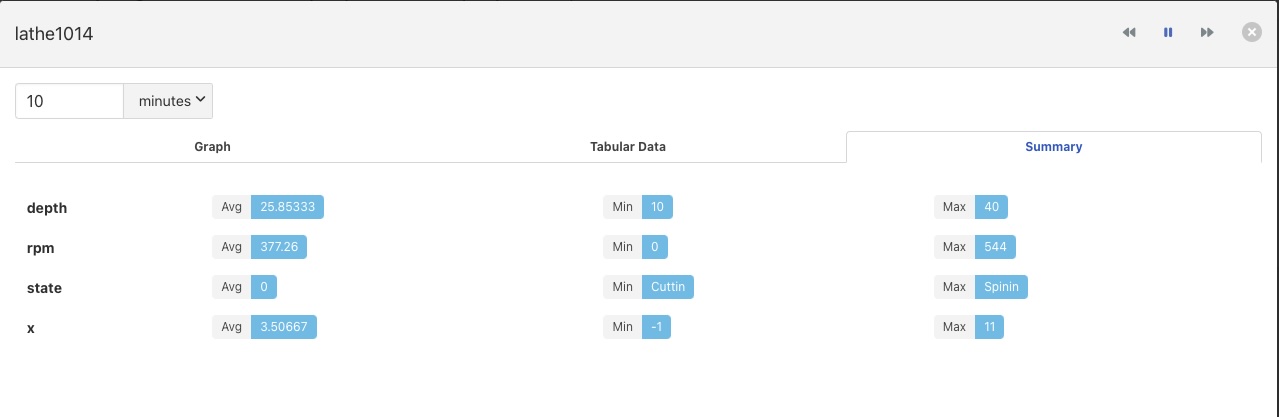 lathe1014
10 minutes
Graph Tabular Data Summary
depth Avg 25.85333 Min 10 Max 40
rpm Avg 377.26 Min 0 Max 544
state Avg 0 Min Cuttin Max Spinin
x Avg 3.50667 Min -1 Max 11